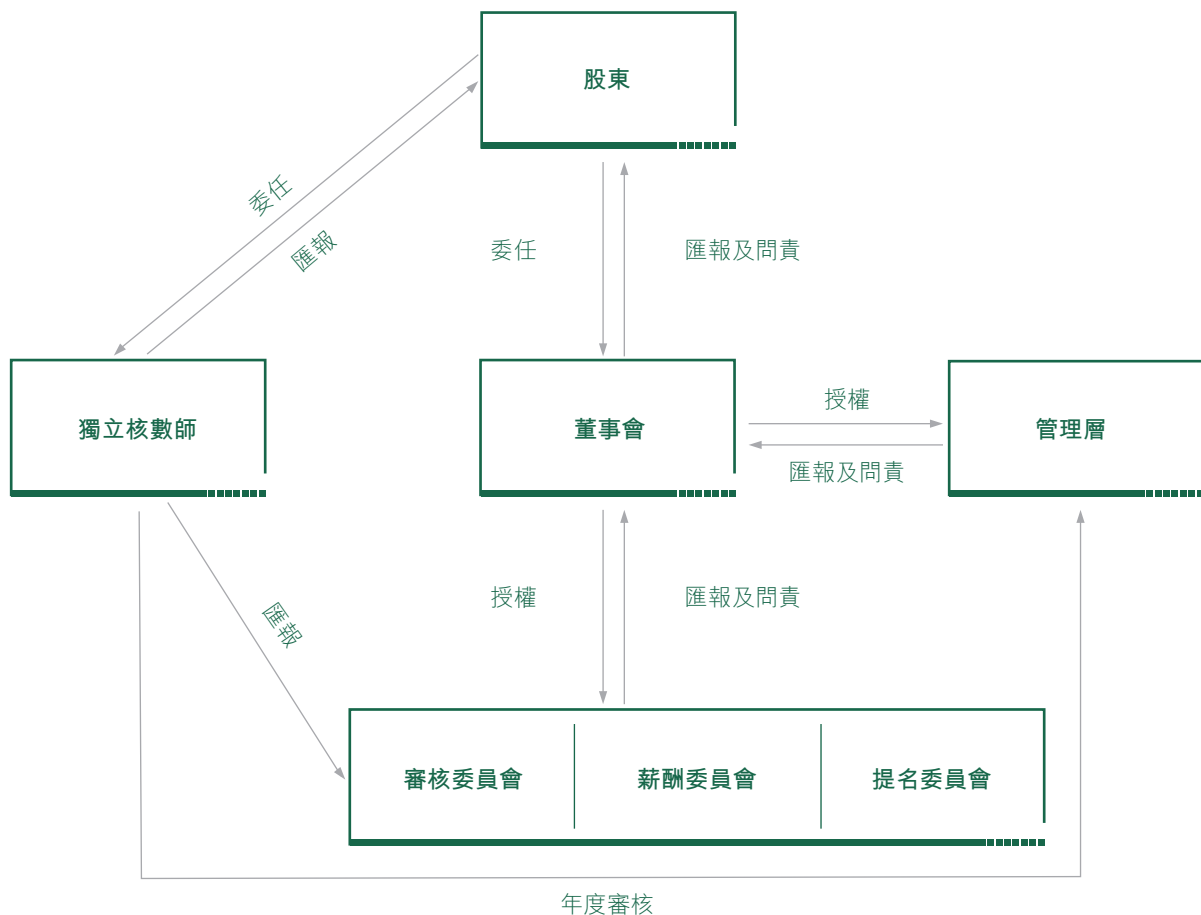 股東
委任
匯報
委任
匯報及問責
獨立核數師
董事會
授權
匯報及問責
管理層
匯報
授權
匯報及問責
審核委員會
薪酬委員會
提名委員會
年度審核